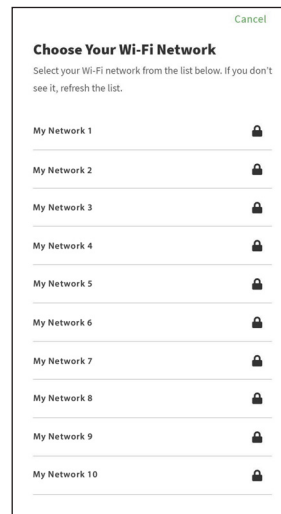 Cancel
Choose Your Wi-Fi Network
Select your Wi-Fi network from the list below. If you don't
see it, refresh the list.
My Network 1
My Network 2
My Network 3
My Network 4
My Network 5
My Network 6
My Network 7
My Network 8
My Network 9
My Network 10